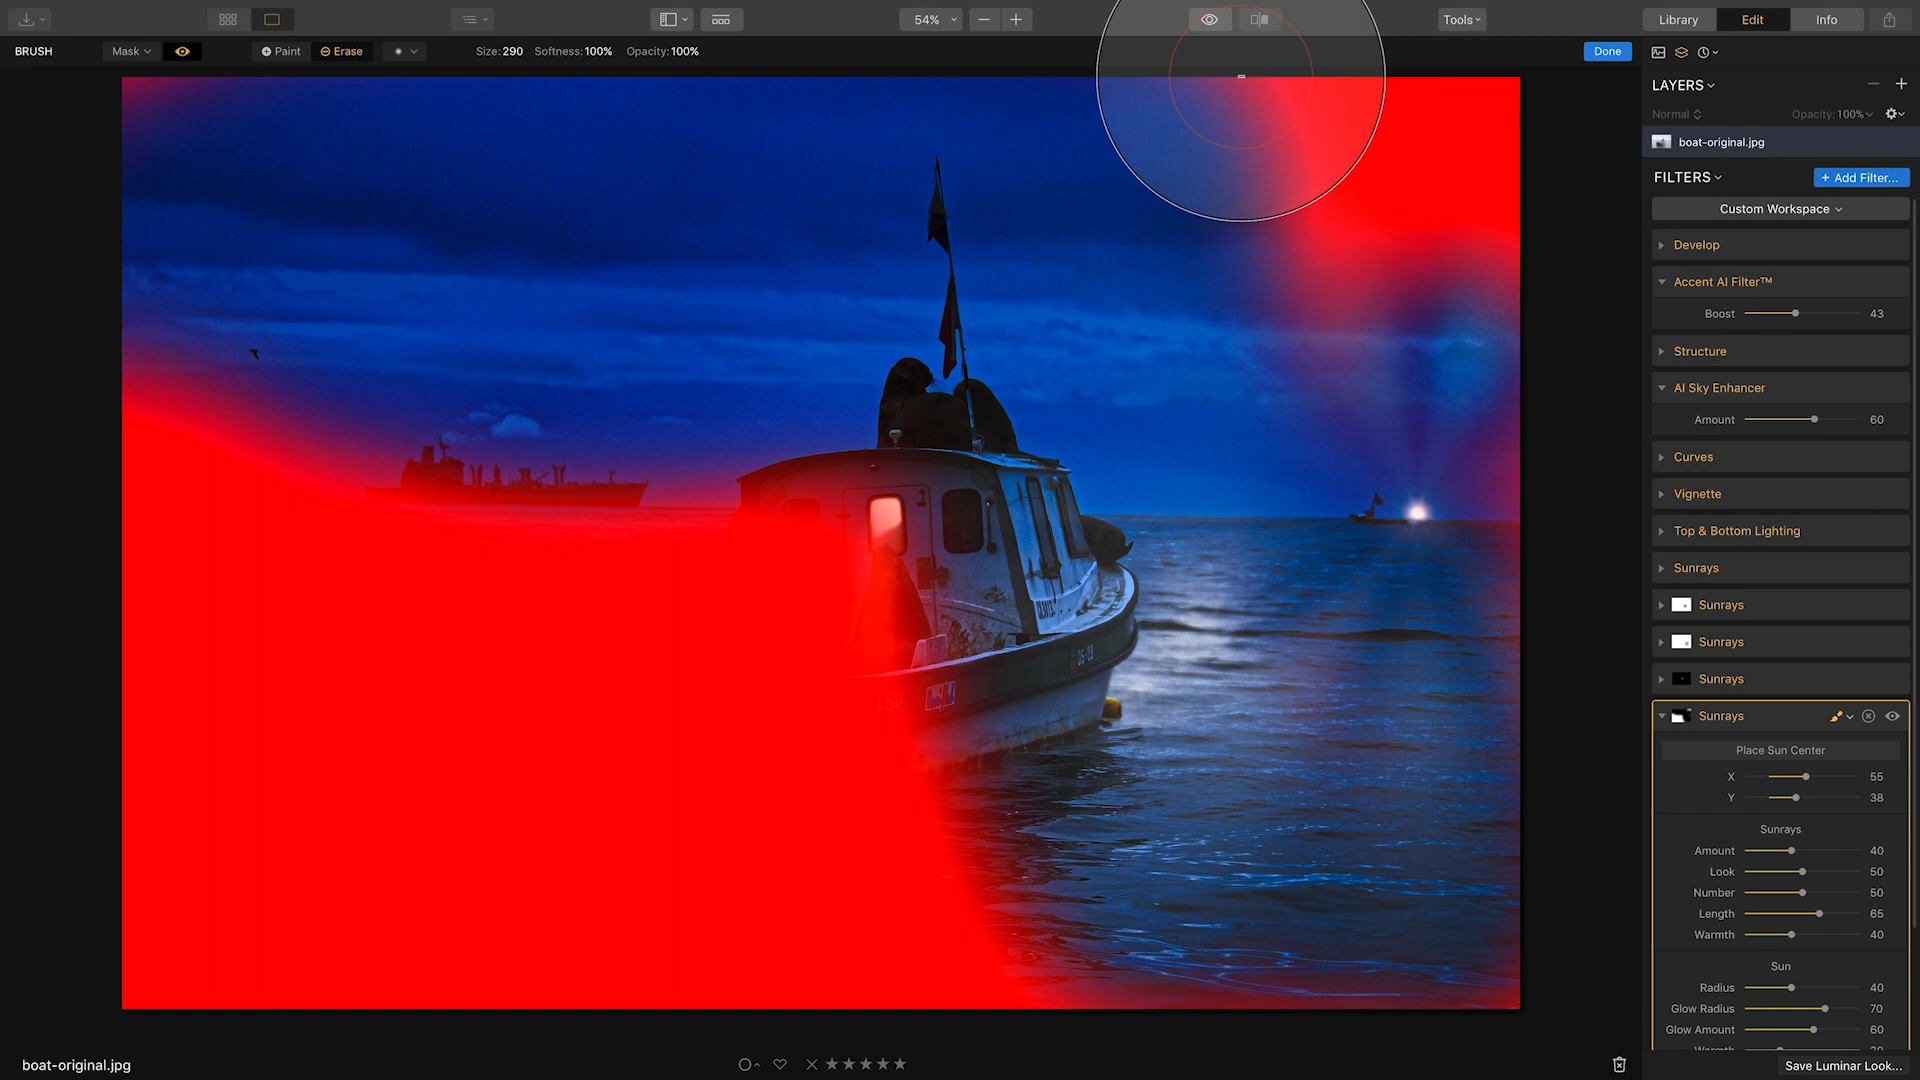 54%
Tools
Library
Edit
Info
BRUSH
Mask
Paint
Erase
Size: 290
Softness: 100%
Opacity: 100%
Done
LAYERS
Normal
Opacity: 100%
boat-original.jpg
FILTERS
+ Add Filter...
Custom Workspace
Develop
Accent AI Filter™
Boost 43
Structure
AI Sky Enhancer
Amount 60
Curves
Vignette
Top & Bottom Lighting
Sunrays
Sunrays
Sunrays
Sunrays
Sunrays
Place Sun Center
X 55
Y 38
Sunrays
Amount 40
Look 50
Number 50
Length 65
Warmth 40
Sun
Radius 40
Glow Radius 70
Glow Amount 60
boat-original.jpg
Save Luminar Look...